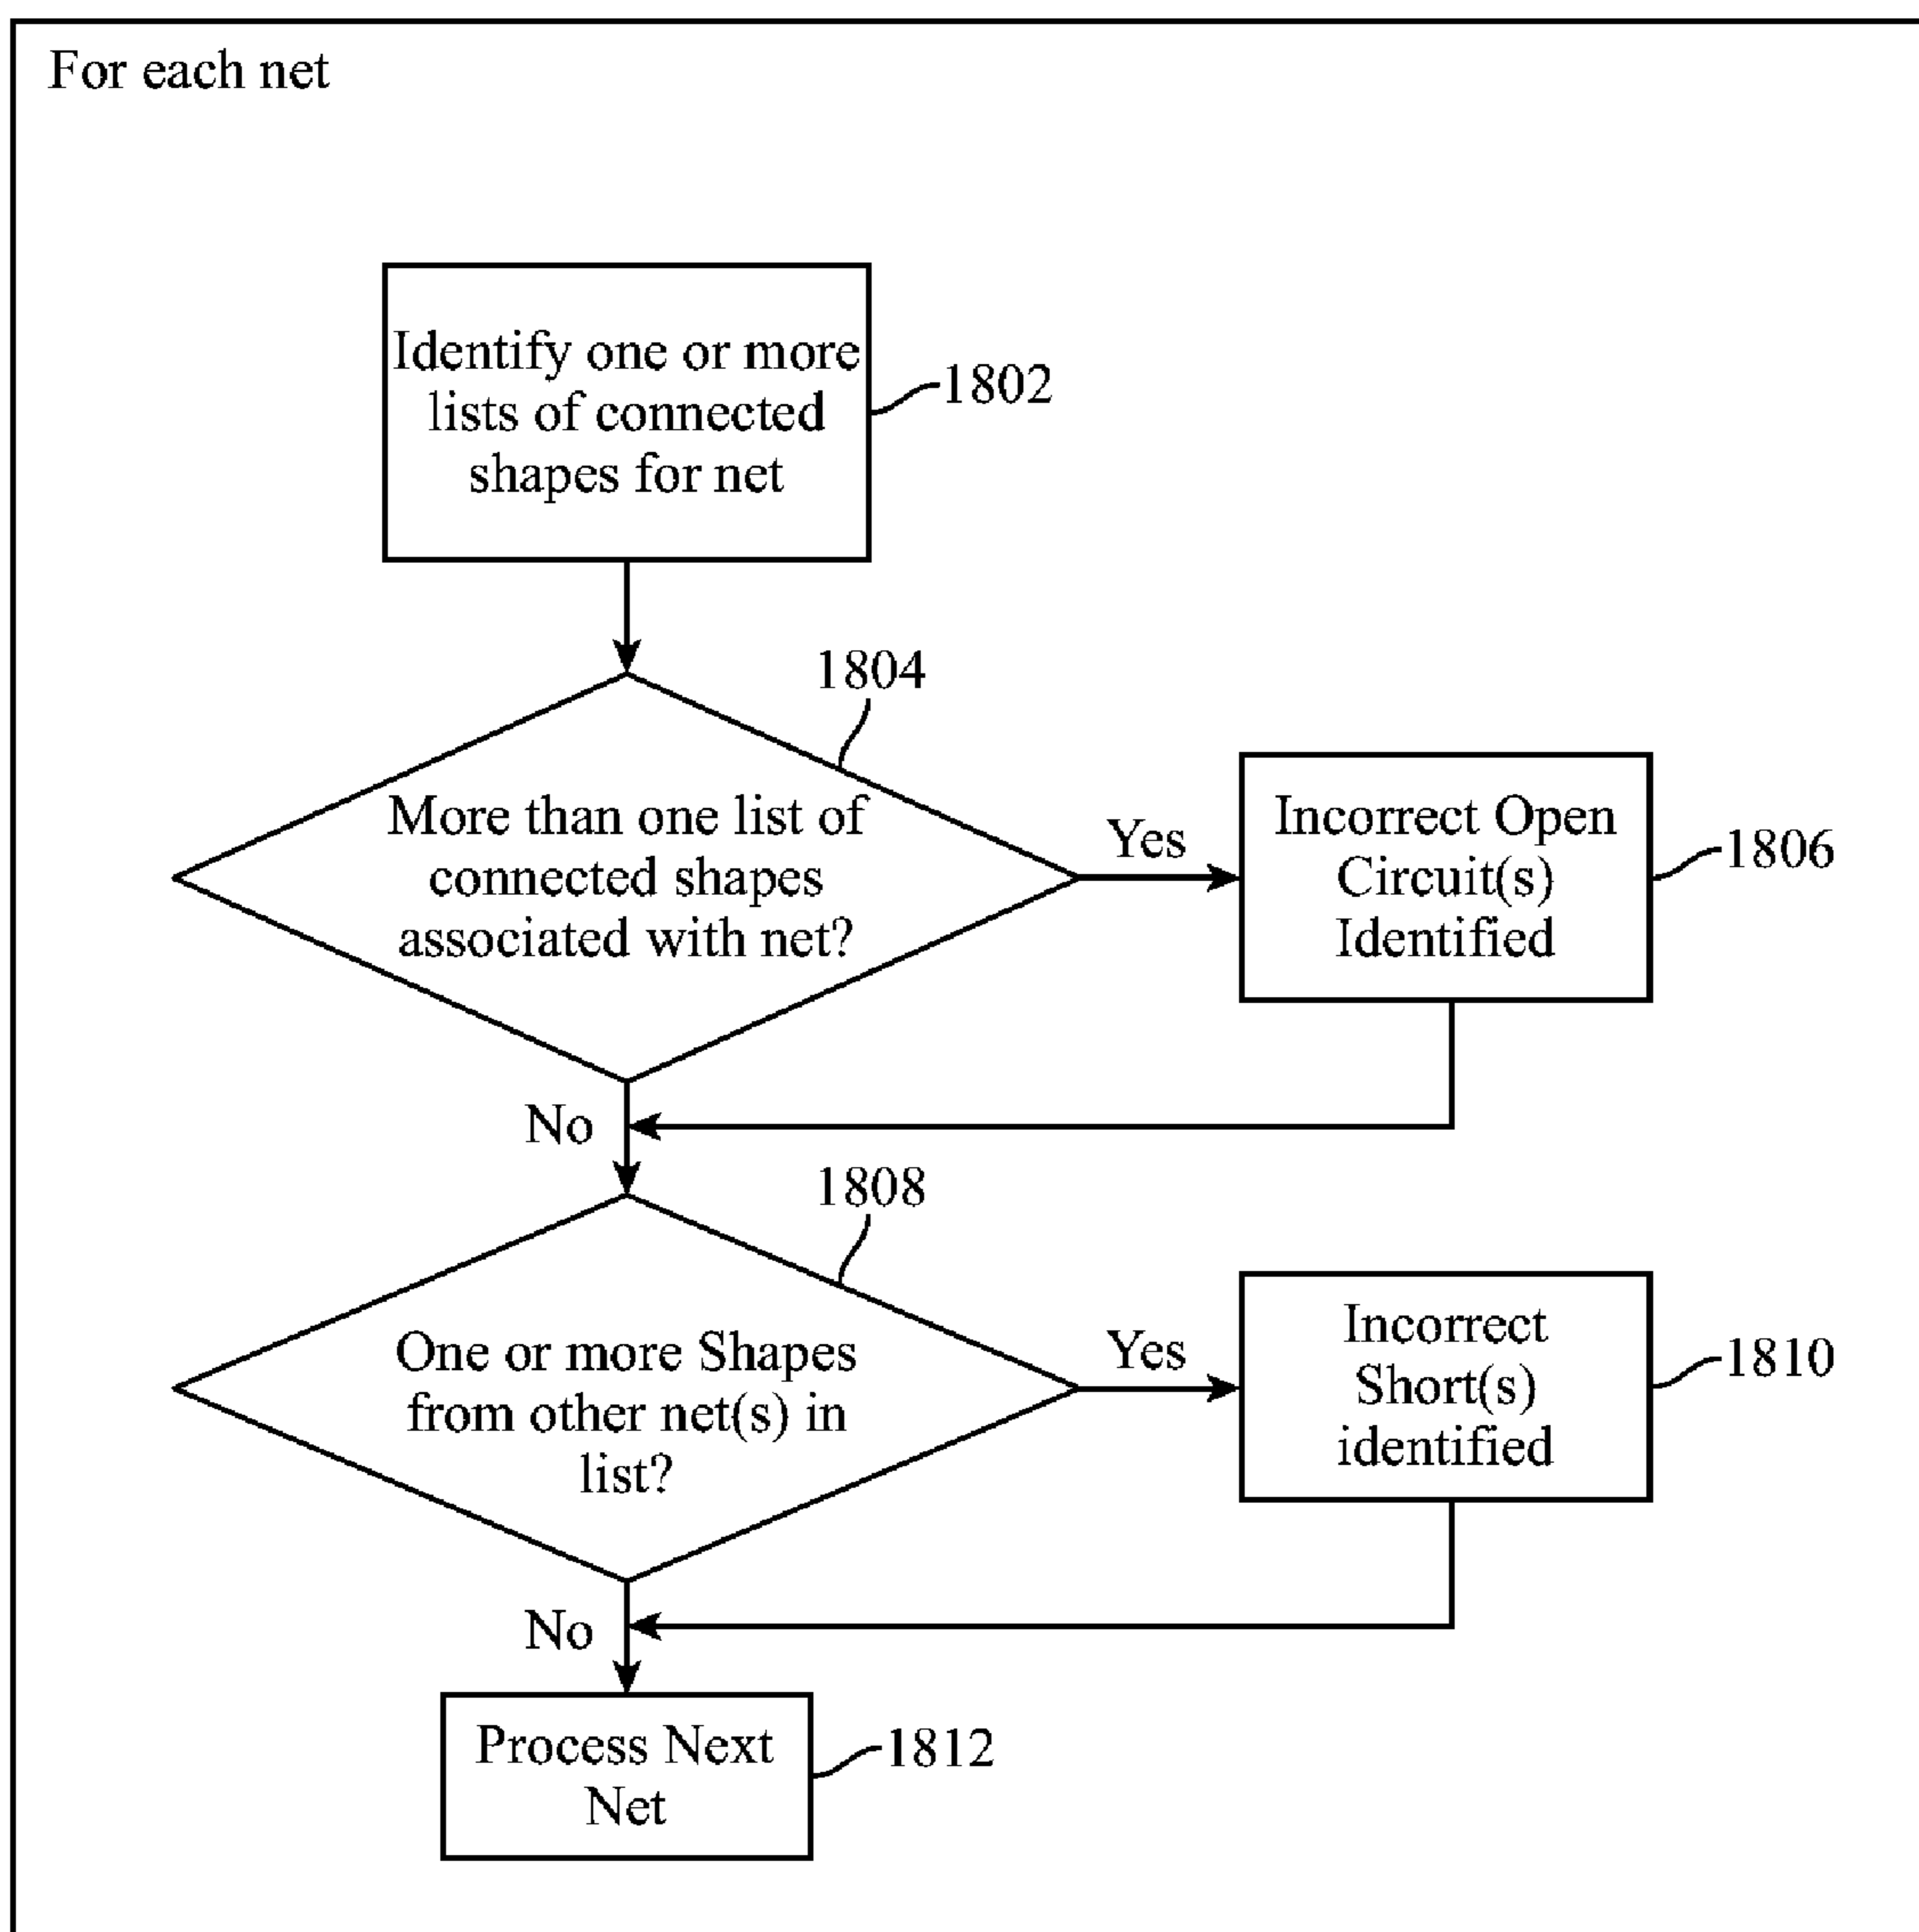 For each net
Identify one or more
lists of connected
shapes for net
1802
1804
More than one list of
connected shapes
associated with net?
Yes
Incorrect Open
Circuit(s)
Identified
1806
No
1808
One or more Shapes
from other net(s) in
list?
Yes
Incorrect
Short(s)
identified
1810
No
Process Next
Net
1812